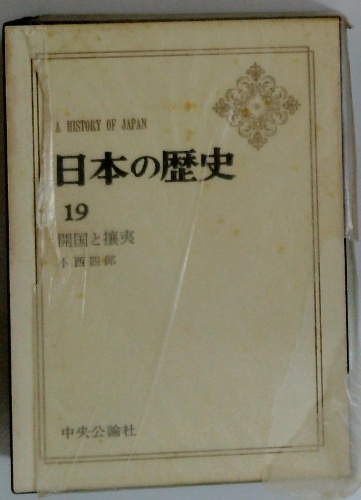 A HISTORY OF JAPAN
日本の歴史
19
開国と攘夷
小西四郎
中央公論社